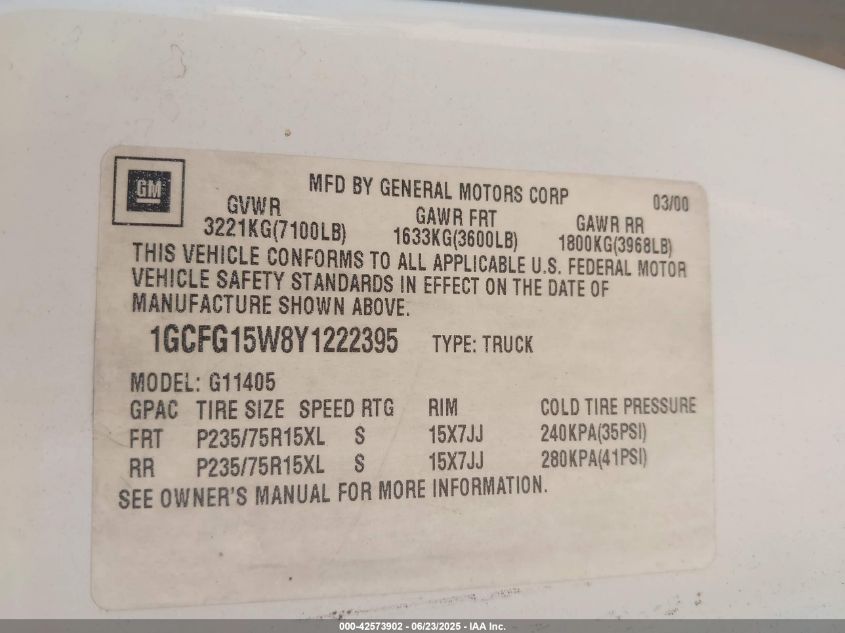 GM
MFD BY GENERAL MOTORS CORP 03/00
GVWR GAWR FRT GAWR RR
3221KG(7100LB) 1633KG(3600LB) 1800KG(3968LB)
THIS VEHICLE CONFORMS TO ALL APPLICABLE U.S. FEDERAL MOTOR
VEHICLE SAFETY STANDARDS IN EFFECT ON THE DATE OF
MANUFACTURE SHOWN ABOVE.
1GCFG15W8Y1222395 TYPE: TRUCK
MODEL: G11405
GPAC TIRE SIZE SPEED RTG RIM COLD TIRE PRESSURE
FRT P235/75R15XL S 15X7JJ 240KPA(35PSI)
RR P235/75R15XL S 15X7JJ 280KPA(41PSI)
SEE OWNER'S MANUAL FOR MORE INFORMATION.
000-42573902 - 06/23/2025 - IAA Inc.